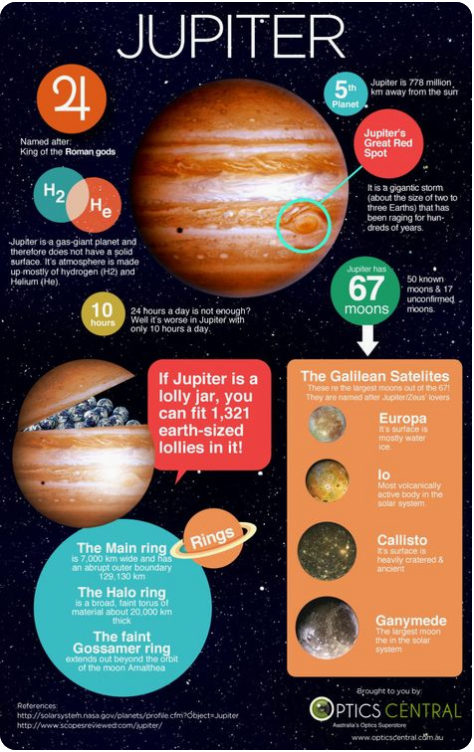 JUPITER
5th
Planet
Jupiter is 778 million
km away from the sun
Named after:
King of the Roman gods
Jupiter's
Great Red
Spot
It is a gigantic storm
(about the size of two to
three Earths) that has
been raging for hun-
dreds of years.
H2
He
Jupiter is a gas-giant planet and
therefore does not have a solid
surface. It's atmosphere is made
up mostly of hydrogen (H2) and
Helium (He).
10
hours
24 hours a day is not enough?
Well it's worse in Jupiter with
only 10 hours a day.
Jupiter has
67
moons
50 known
moons & 17
unconfirmed
moons.
If Jupiter is a
lolly jar, you
can fit 1,321
earth-sized
lollies in it!
The Galilean Satelites
These re the largest moons out of the 67!
They are named after Jupiter/Zeus' lovers
Europa
It's surface is
mostly water
ice
Io
Most volcanically
active body in the
solar system.
Callisto
It's surface is
heavily cratered &
ancient
Ganymede
The largest moon
the in the solar
system
Rings
The Main ring
is 7,000 km wide and has
an abrupt outer boundary
129,130 km
The Halo ring
is a broad, faint torus of
material about 20,000 km
thick
The faint
Gossamer ring
extends out beyond the orbit
of the moon Amalthea
References:
http://solarsystem.nasa.gov/planets/profile.cfm?Object=Jupiter
http://www.scopesreviewed.com/jupiter/
Brought to you by:
OPTICS CENTRAL
Australia's Optics Superstore
www.opticscentral.com.au